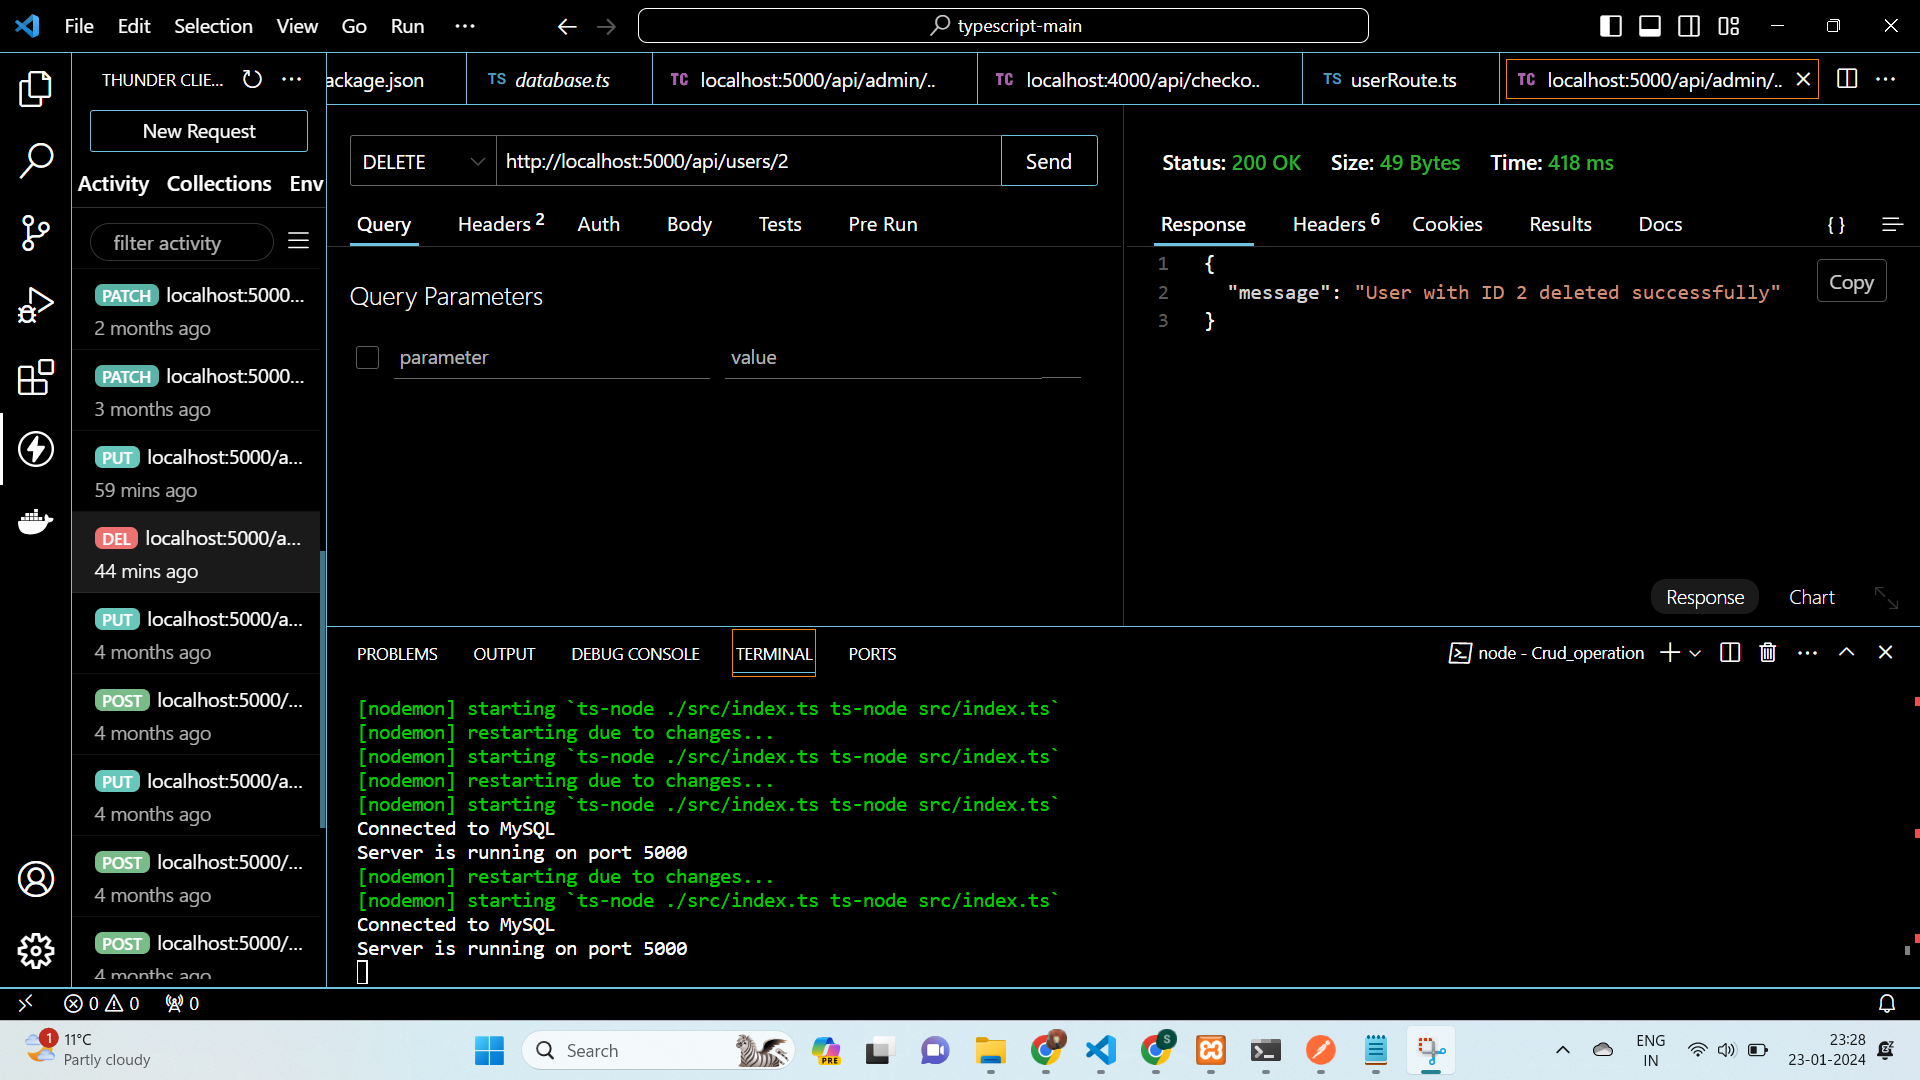 File Edit Selection View Go Run ···
typescript-main
THUNDER CLIE... ···
ackage.json
TS database.ts
TC localhost:5000/api/admin/..
TC localhost:4000/api/checko..
TS userRoute.ts
TC localhost:5000/api/admin/..
New Request
Activity Collections Env
filter activity
PATCH localhost:5000...
2 months ago
PATCH localhost:5000...
3 months ago
PUT localhost:5000/a...
59 mins ago
DEL localhost:5000/a...
44 mins ago
PUT localhost:5000/a...
4 months ago
POST localhost:5000/...
4 months ago
PUT localhost:5000/a...
4 months ago
POST localhost:5000/...
4 months ago
POST localhost:5000/...
4 months ago
DELETE http://localhost:5000/api/users/2 Send
Query Headers 2 Auth Body Tests Pre Run
Query Parameters
parameter value
Status: 200 OK Size: 49 Bytes Time: 418 ms
Response Headers 6 Cookies Results Docs { }
1 {
2 "message": "User with ID 2 deleted successfully"
3 }
Copy
Response Chart
PROBLEMS OUTPUT DEBUG CONSOLE TERMINAL PORTS
node - Crud_operation
[nodemon] starting `ts-node ./src/index.ts ts-node src/index.ts`
[nodemon] restarting due to changes...
[nodemon] starting `ts-node ./src/index.ts ts-node src/index.ts`
[nodemon] restarting due to changes...
[nodemon] starting `ts-node ./src/index.ts ts-node src/index.ts`
Connected to MySQL
Server is running on port 5000
[nodemon] restarting due to changes...
[nodemon] starting `ts-node ./src/index.ts ts-node src/index.ts`
Connected to MySQL
Server is running on port 5000
0 0 0
1
11°C
Partly cloudy
Search
PRE
S
ENG
IN
23:28
23-01-2024